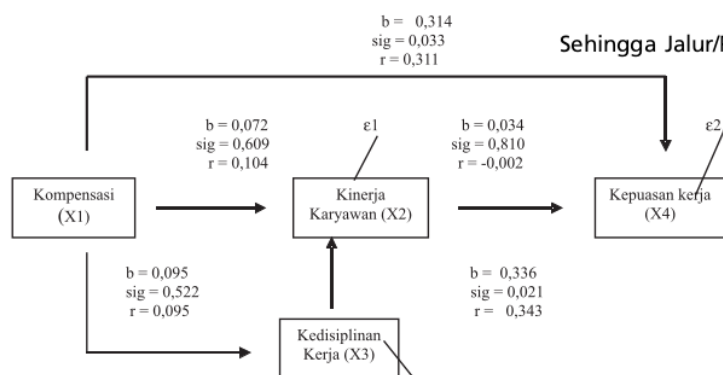 b = 0,314
sig = 0,033
r = 0,311
Sehingga Jalur/
b = 0,072
sig = 0,609
r = 0,104
ε1
b = 0,034
sig = 0,810
r = -0,002
ε2
Kompensasi
(X1)
Kinerja
Karyawan (X2)
Kepuasan kerja
(X4)
b = 0,095
sig = 0,522
r = 0,095
b = 0,336
sig = 0,021
r = 0,343
Kedisiplinan
Kerja (X3)